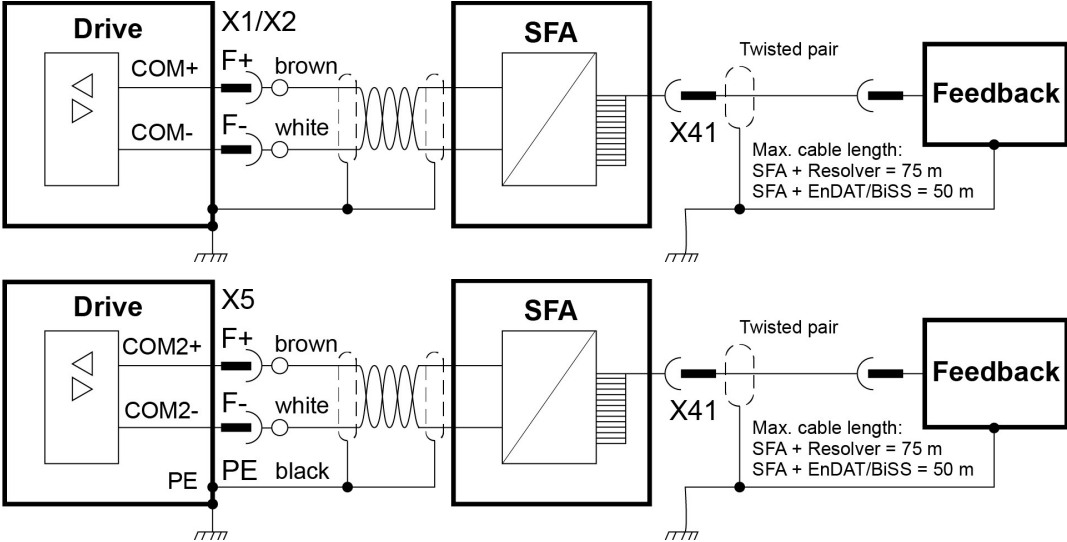 Drive
X1/X2
SFA
Twisted pair
COM+
F+
brown
Feedback
COM-
F-
white
X41
Max. cable length:
SFA + Resolver = 75 m
SFA + EnDAT/BiSS = 50 m
Drive
X5
SFA
Twisted pair
COM2+
F+
brown
Feedback
COM2-
F-
white
X41
Max. cable length:
SFA + Resolver = 75 m
SFA + EnDAT/BiSS = 50 m
PE
PE
black